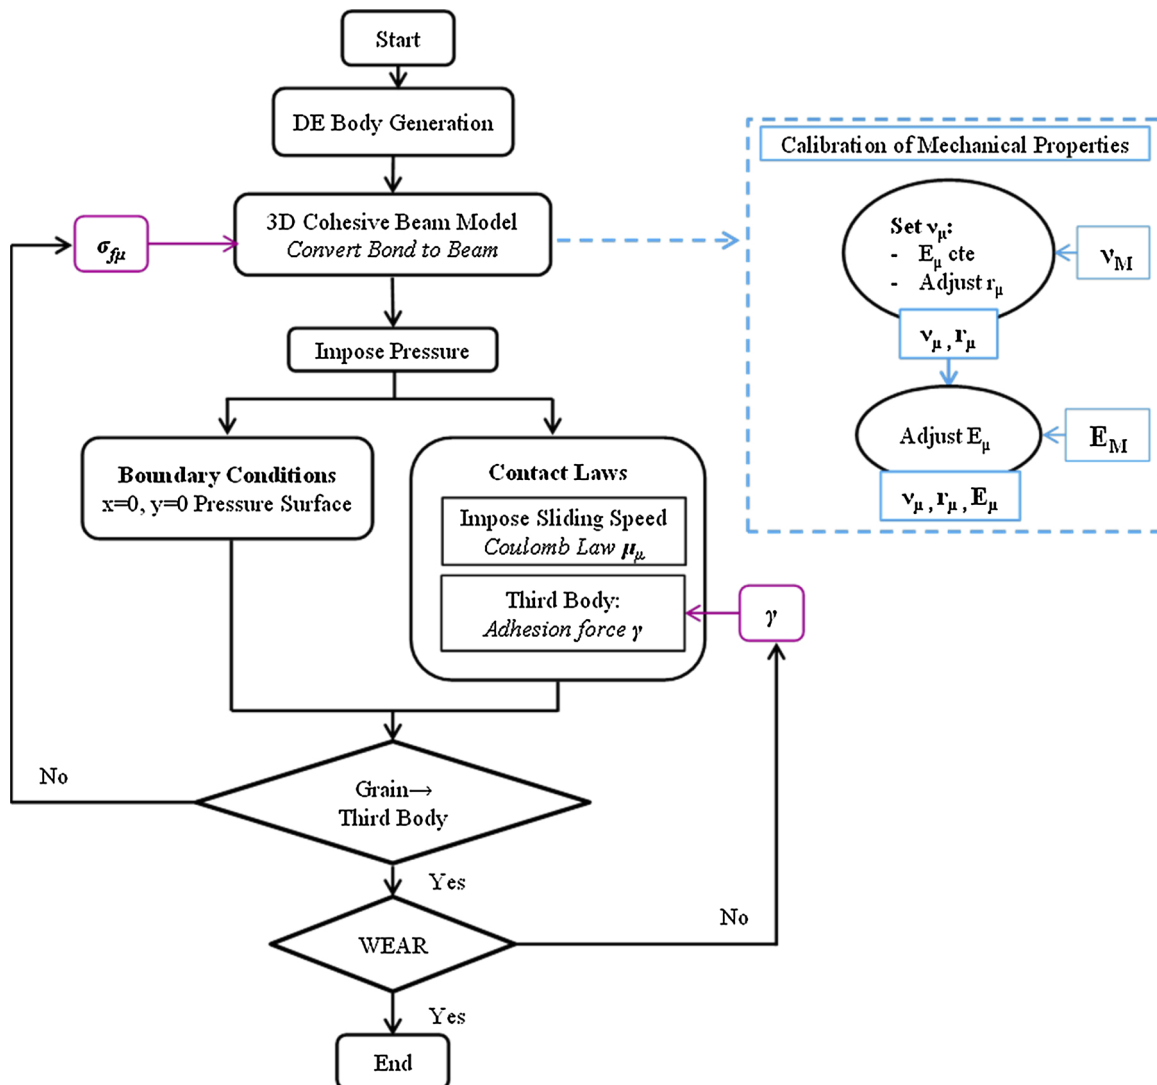 Start
DE Body Generation
3D Cohesive Beam Model
Convert Bond to Beam
σfμ
Impose Pressure
Boundary Conditions
x=0, y=0 Pressure Surface
Contact Laws
Impose Sliding Speed
Coulomb Law μμ
Third Body:
Adhesion force γ
γ
No
Grain→
Third Body
Yes
WEAR
No
Yes
End
Calibration of Mechanical Properties
Set νμ:
- Eμ cte
- Adjust rμ
νM
νμ , rμ
Adjust Eμ
EM
νμ , rμ , Eμ